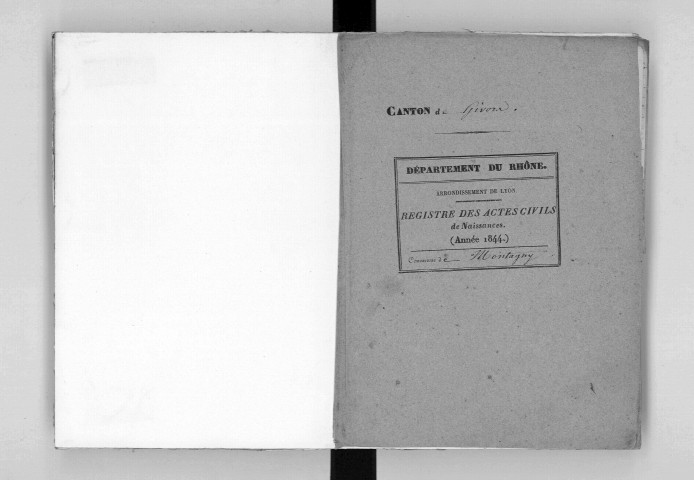 CANTON de Givors.
DÉPARTEMENT DU RHÔNE.
ARRONDISSEMENT DE LYON
REGISTRE DES ACTES CIVILS
de Naissances.
(Année 1844.)
Commune de Montagny